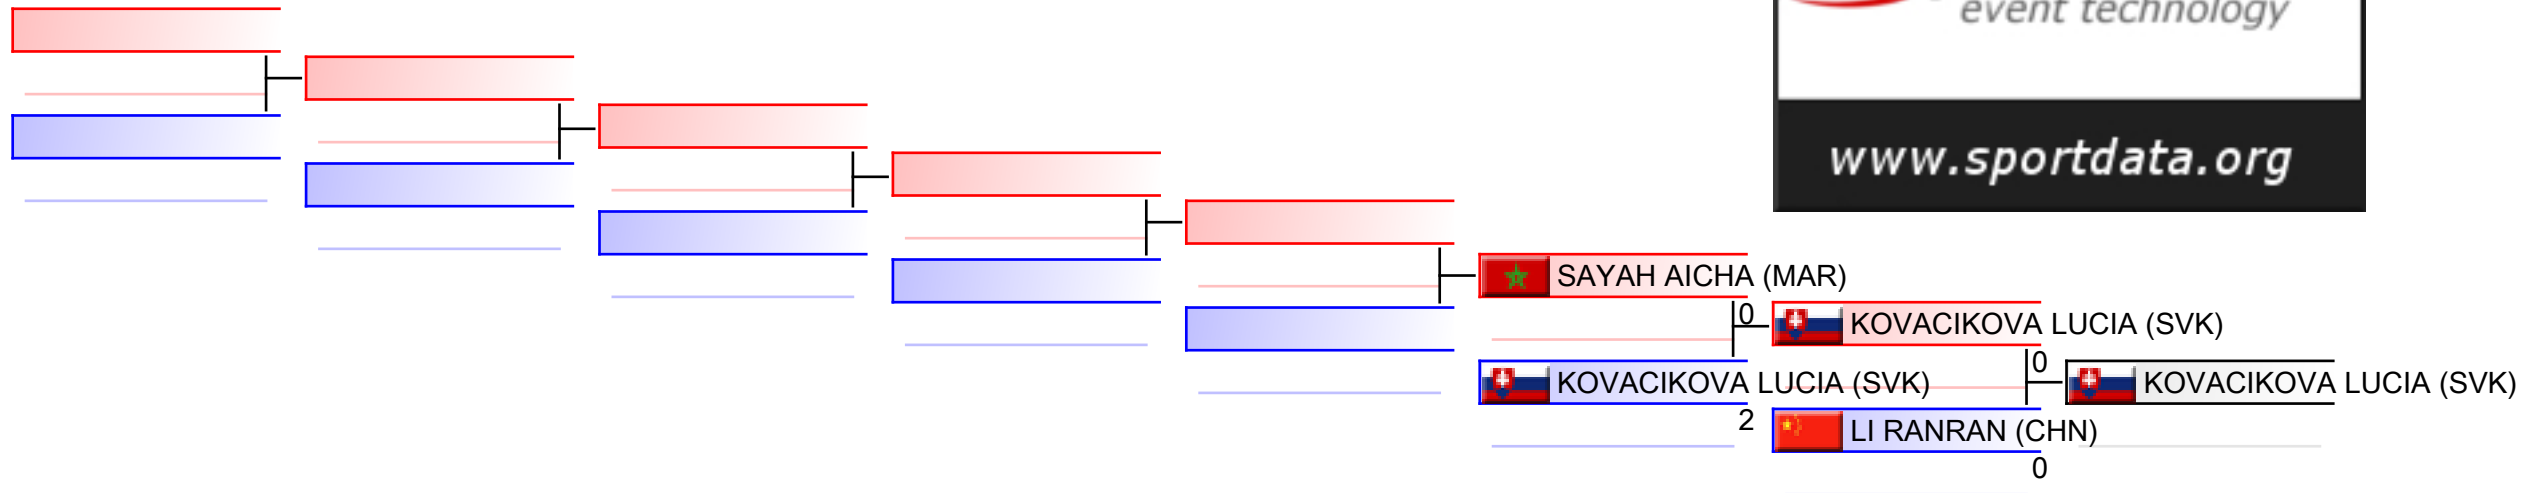 event technology
www.sportdata.org
SAYAH AICHA (MAR)
0
KOVACIKOVA LUCIA (SVK)
0
KOVACIKOVA LUCIA (SVK)
KOVACIKOVA LUCIA (SVK)
2
LI RANRAN (CHN)
0